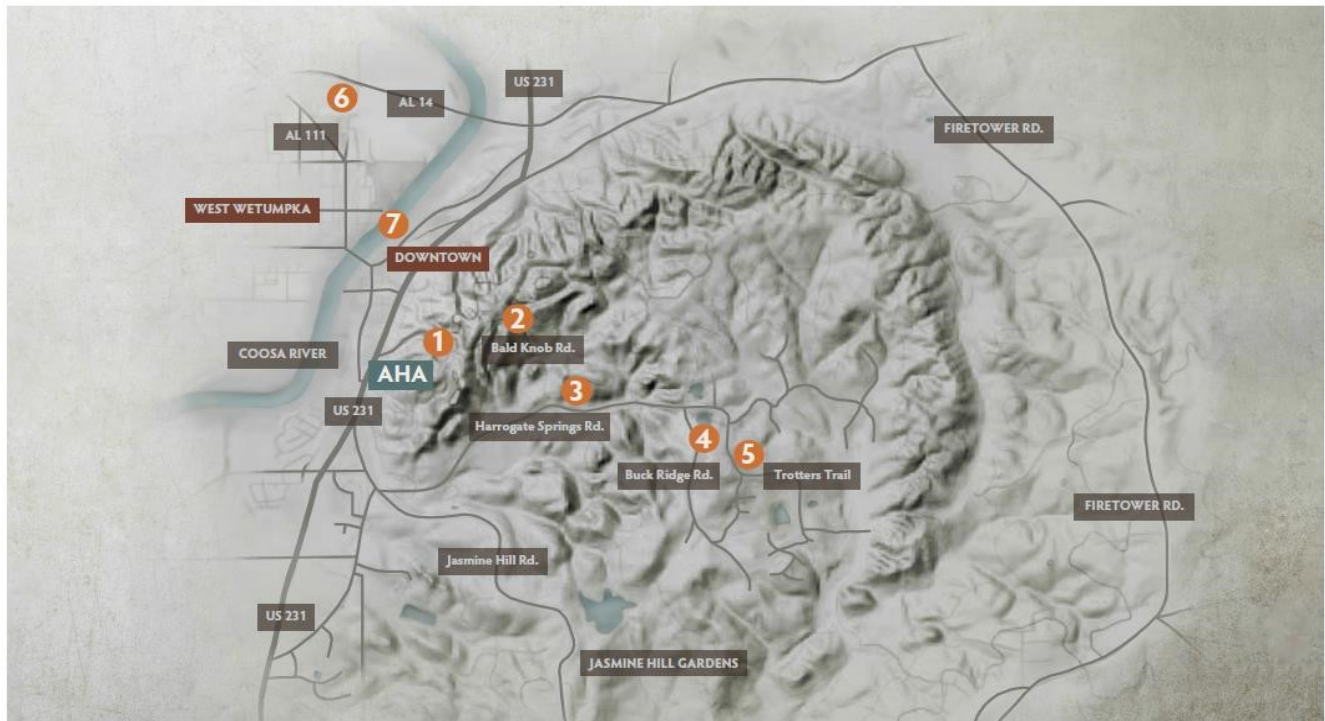 US 231
6
AL 14
AL 111
FIRETOWER RD.
WEST WETUMPKA
7
DOWNTOWN
2
1
Bald Knob Rd.
COOSA RIVER
AHA
3
US 231
Harrogate Springs Rd.
4
5
Buck Ridge Rd.
Trotters Trail
FIRETOWER RD.
Jasmine Hill Rd.
US 231
JASMINE HILL GARDENS